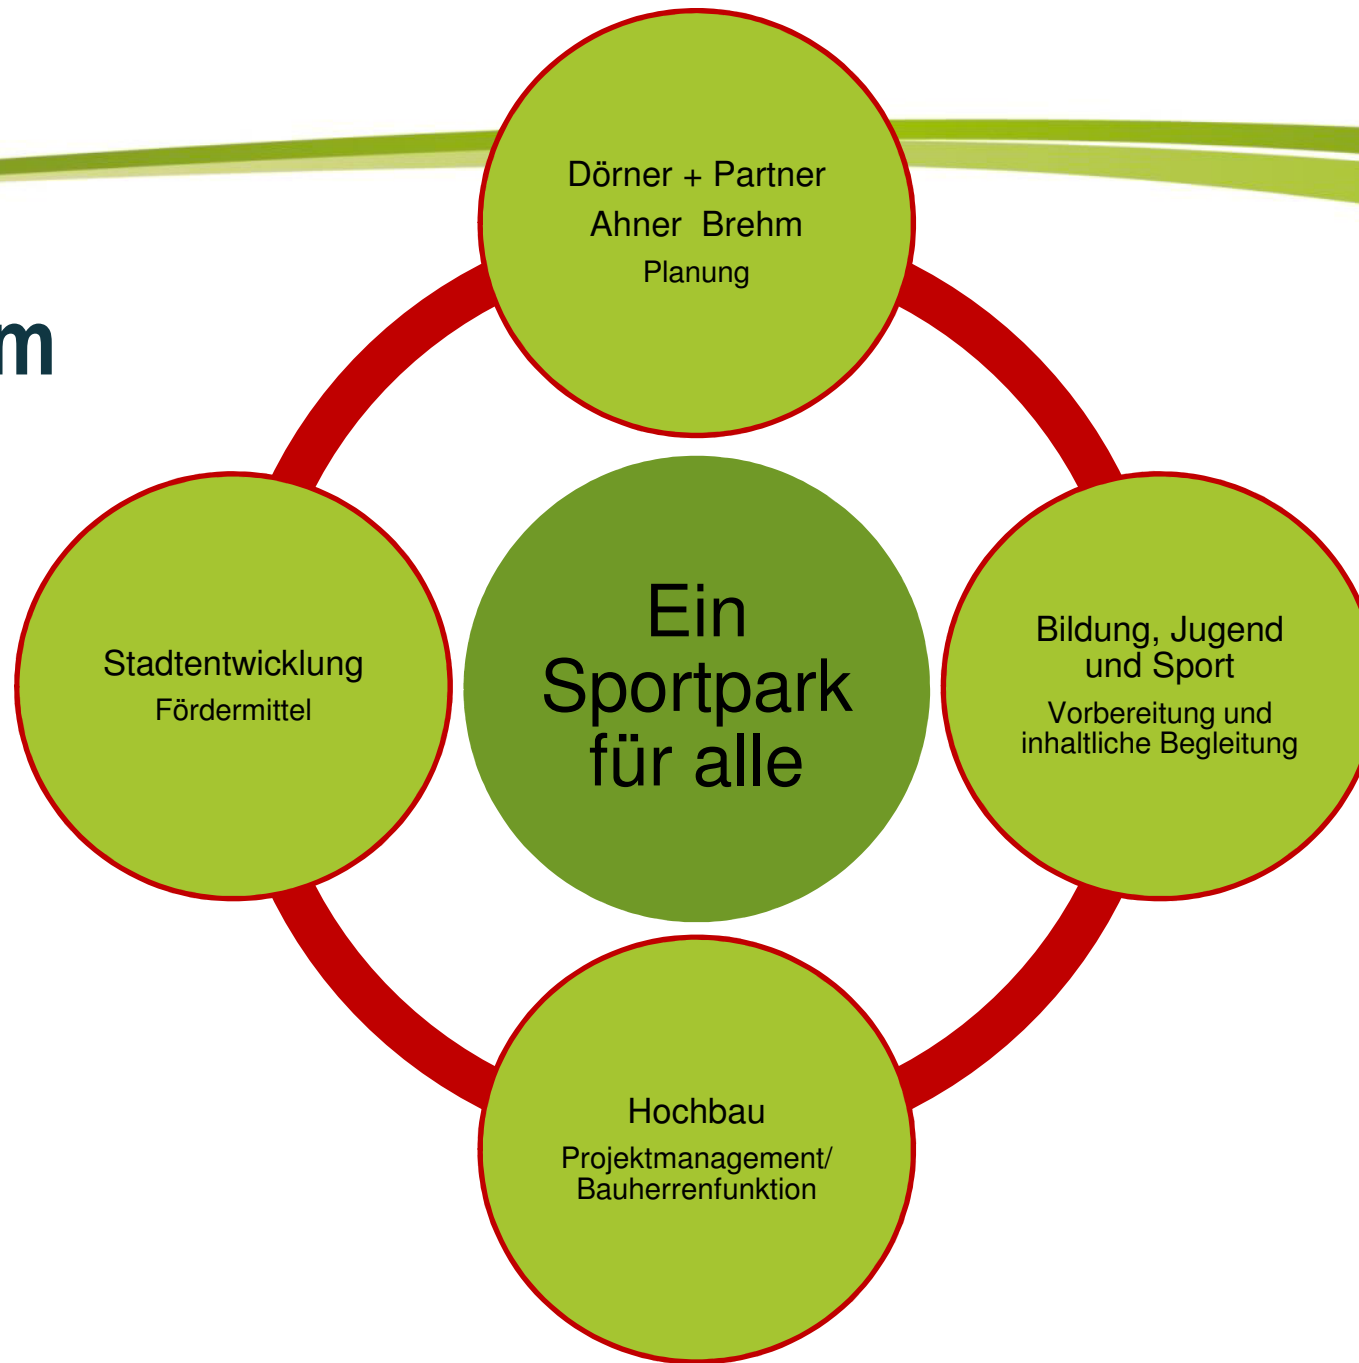 m
Dörner + Partner
Ahner Brehm
Planung
Stadtentwicklung
Fördermittel
Ein
Sportpark
für alle
Bildung, Jugend
und Sport
Vorbereitung und
inhaltliche Begleitung
Hochbau
Projektmanagement/
Bauherrenfunktion